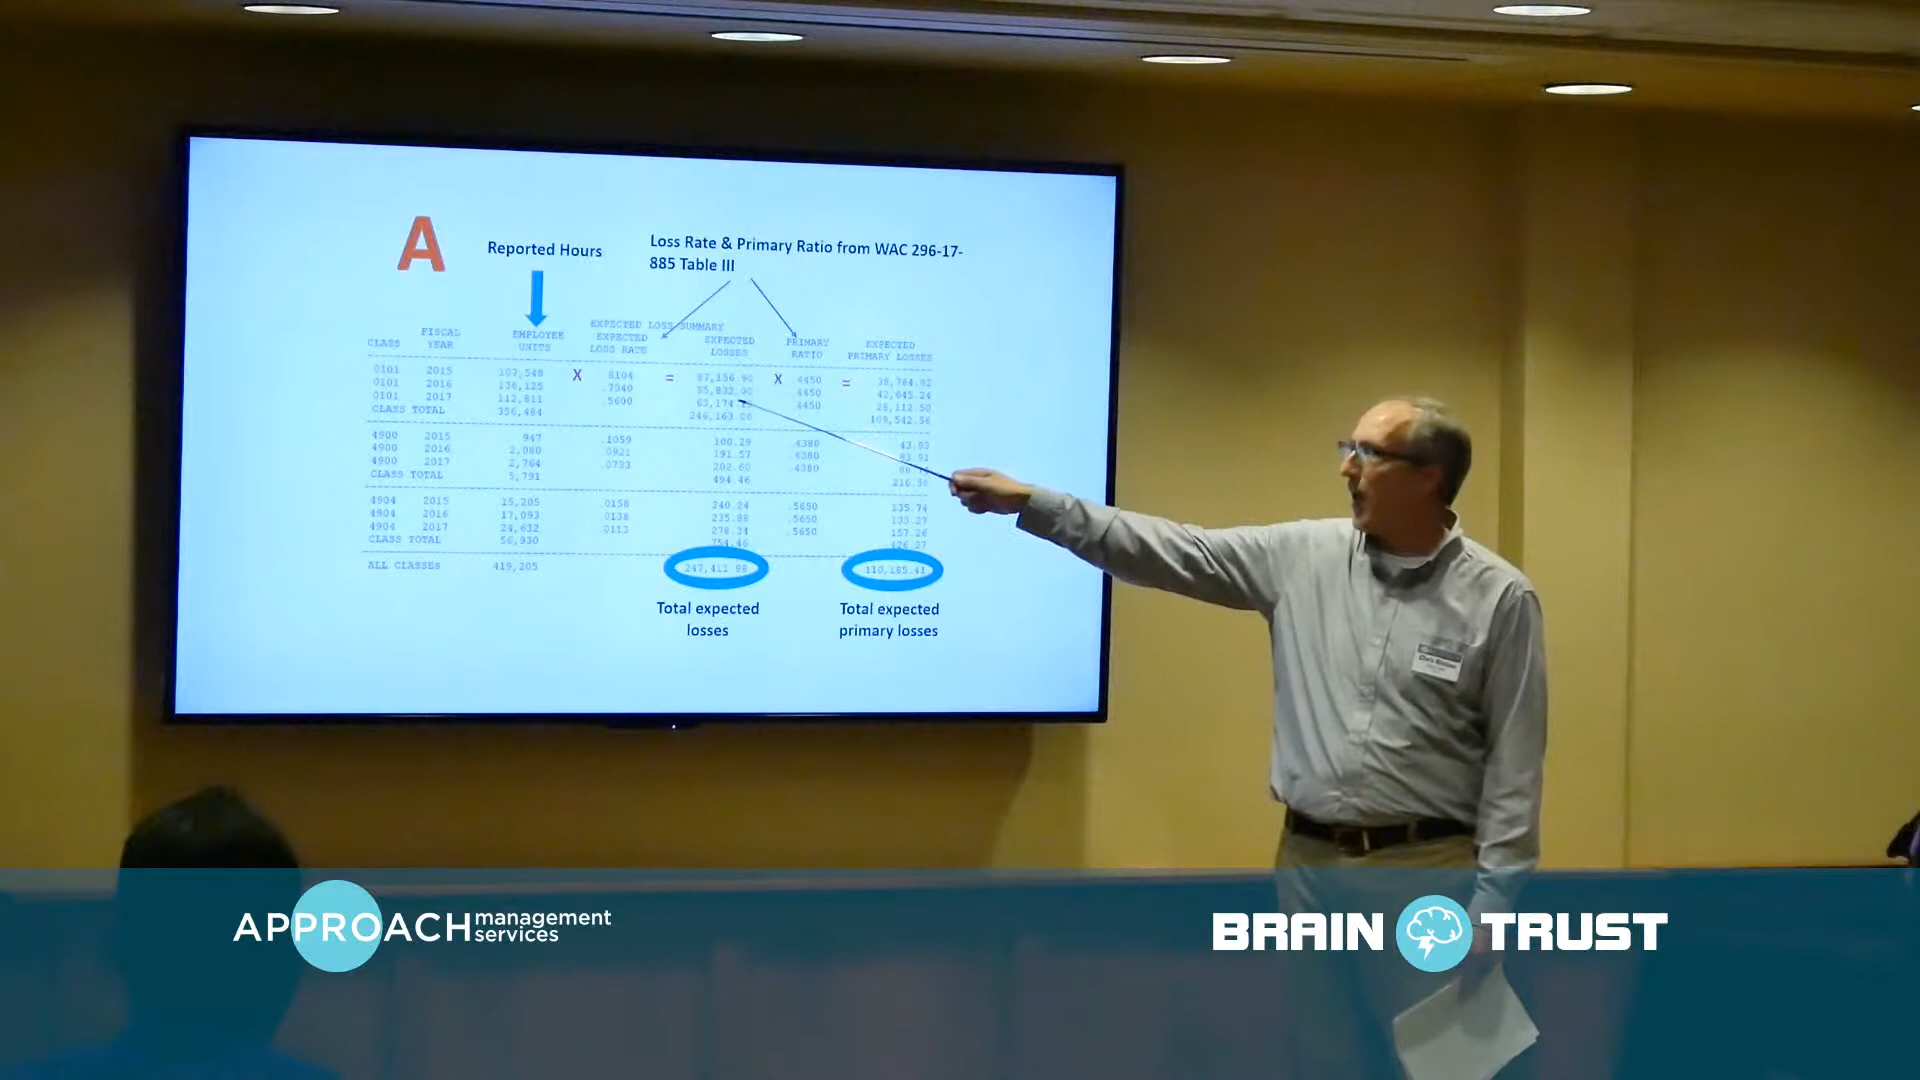 A
Reported Hours
Loss Rate & Primary Ratio from WAC 296-17-
885 Table III
EXPECTED LOSS SUMMARY
CLASS FISCAL YEAR EMPLOYEE UNITS EXPECTED LOSS RATE EXPECTED LOSSES PRIMARY RATIO EXPECTED PRIMARY LOSSES
0101 2015 107,548 X 8104 = 87,156.90 X 4450 = 38,784.82
0101 2016 136,125 .7040 95,832.00 4450 42,645.24
0101 2017 112,811 .5600 63,174 4450 28,112.50
CLASS TOTAL 356,484 246,163.06 109,542.56
4900 2015 947 .1059 100.29 4380 43.93
4900 2016 2,080 .0921 191.57 .4380 83.91
4900 2017 2,764 .0733 202.60 .4380
CLASS TOTAL 5,791 494.46 216.58
4904 2015 15,205 .0158 240.24 .5650 135.74
4904 2016 17,093 0138 235.88 .5650 133.27
4904 2017 24,632 0113 278.34 .5650 157.26
CLASS TOTAL 56,930 754.46 426.27
ALL CLASSES 419,205 247,411.98 110,185.41
Total expected
losses
Total expected
primary losses
APPROACH management
services
BRAIN TRUST